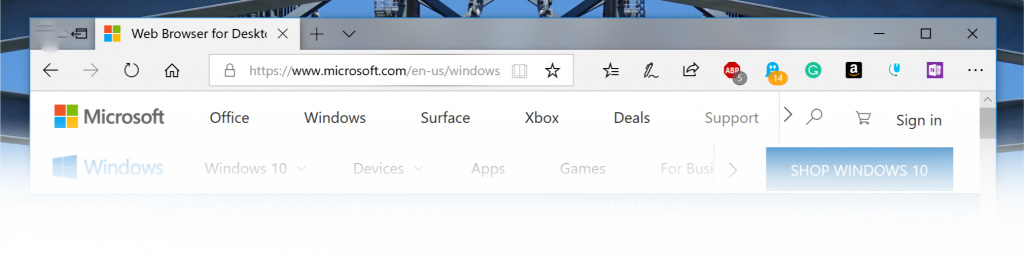 Web Browser for Deskt
https://www.microsoft.com/en-us/windows
ABP 5 14 G a N
Microsoft Office Windows Surface Xbox Deals Support Sign in
Windows Windows 10 Devices Apps Games For Busi SHOP WINDOWS 10